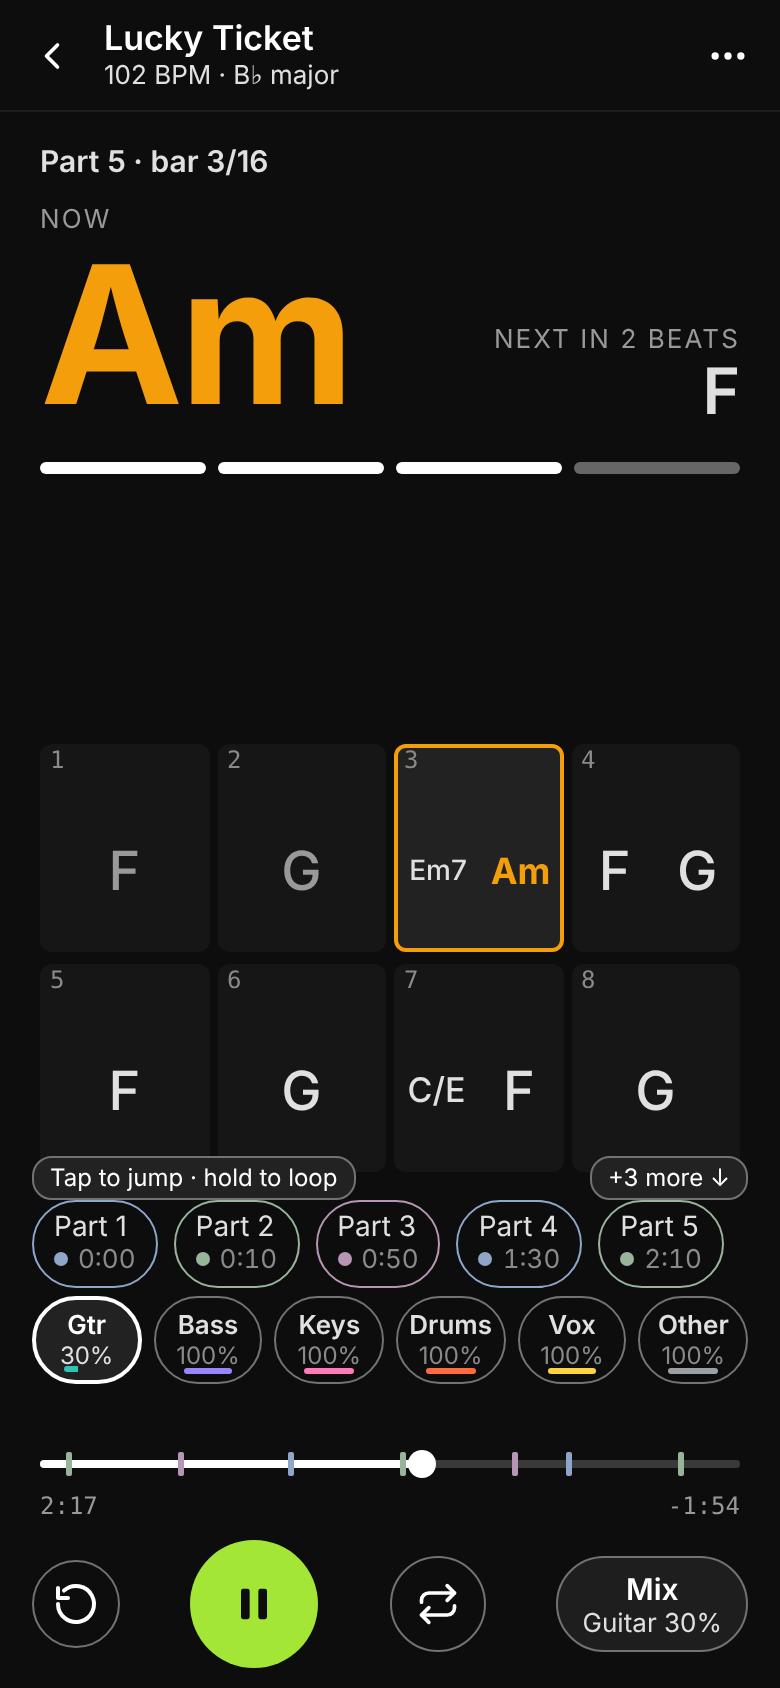 Lucky Ticket
102 BPM · B♭ major
Part 5 · bar 3/16
NOW
Am
NEXT IN 2 BEATS
F
1
2
3
4
F
G
Em7 Am
F G
5
6
7
8
F
G
C/E F
G
Tap to jump · hold to loop
+3 more ↓
Part 1
0:00
Part 2
0:10
Part 3
0:50
Part 4
1:30
Part 5
2:10
Gtr
30%
Bass
100%
Keys
100%
Drums
100%
Vox
100%
Other
100%
2:17
-1:54
Mix
Guitar 30%